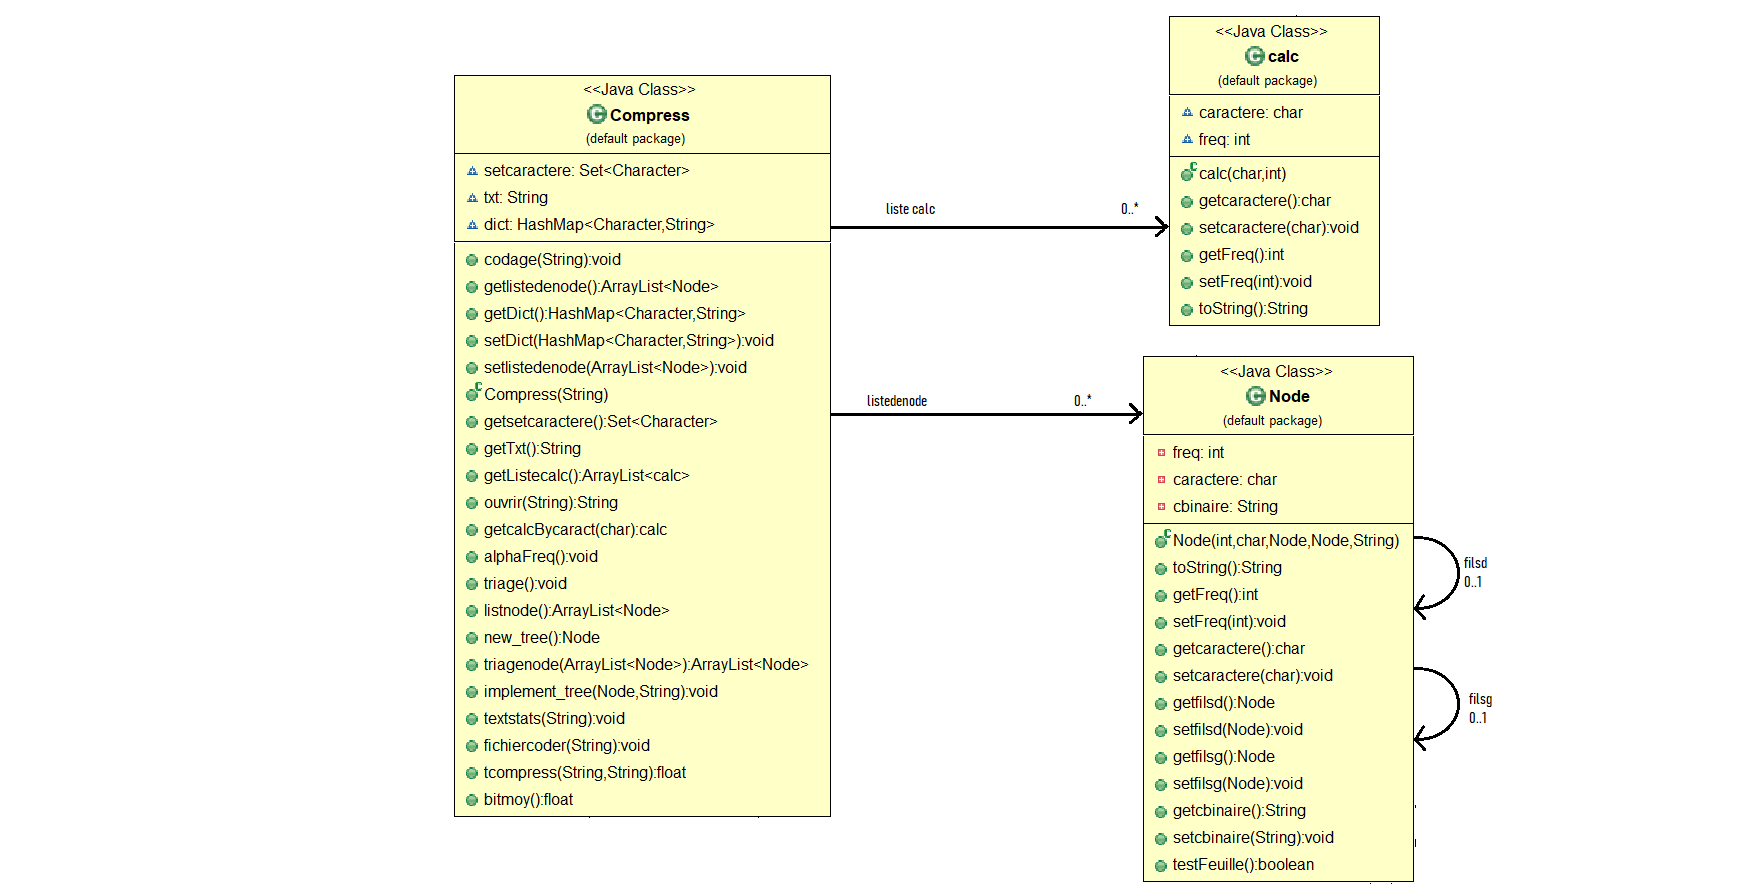 <<Java Class>>
Compress
(default package)
setcaractere: Set<Character>
txt: String
dict: HashMap<Character,String>
codage(String):void
getlistedenode():ArrayList<Node>
getDict():HashMap<Character,String>
setDict(HashMap<Character,String>):void
setlistedenode(ArrayList<Node>):void
Compress(String)
getsetcaractere():Set<Character>
getTxt():String
getListecalc():ArrayList<calc>
ouvrir(String):String
getcalcBycaract(char):calc
alphaFreq():void
triage():void
listnode():ArrayList<Node>
new_tree():Node
triagenode(ArrayList<Node>):ArrayList<Node>
implement_tree(Node,String):void
textstats(String):void
fichiercoder(String):void
tcompress(String,String):float
bitmoy():float
liste calc
0..*
listedenode
0..*
<<Java Class>>
calc
(default package)
caractere: char
freq: int
calc(char,int)
getcaractere():char
setcaractere(char):void
getFreq():int
setFreq(int):void
toString():String
<<Java Class>>
Node
(default package)
freq: int
caractere: char
cbinaire: String
Node(int,char,Node,Node,String)
toString():String
getFreq():int
setFreq(int):void
getcaractere():char
setcaractere(char):void
getfilsd():Node
setfilsd(Node):void
getfilsg():Node
setfilsg(Node):void
getcbinaire():String
setcbinaire(String):void
testFeuille():boolean
filsd
0..1
filsg
0..1